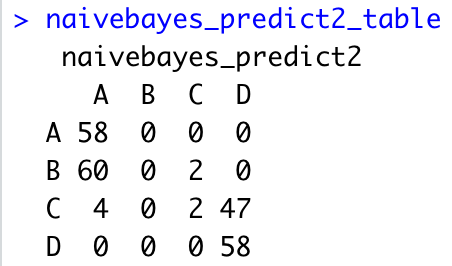 > naivebayes_predict2_table
naivebayes_predict2
A B C D
A 58 0 0 0
B 60 0 2 0
C 4 0 2 47
D 0 0 0 58